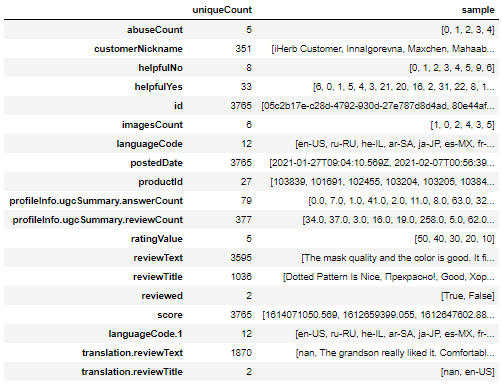 uniqueCount sample
abuseCount 5 [0, 1, 2, 3, 4]
customerNickname 351 [iHerb Customer, Innalgorevna, Maxchen, Mahaab...
helpfulNo 8 [0, 1, 2, 3, 4, 5, 9, 6]
helpfulYes 33 [6, 0, 1, 5, 4, 3, 21, 20, 16, 2, 31, 22, 8, 1...
id 3765 [05c2b17e-c28d-4792-930d-27e787d8d4ad, 80e44af...
imagesCount 6 [1, 0, 2, 4, 3, 5]
languageCode 12 [en-US, ru-RU, he-IL, ar-SA, ja-JP, es-MX, fr-...
postedDate 3765 [2021-01-27T09:04:10.569Z, 2021-02-07T00:56:39...
productId 27 [103839, 101691, 102455, 103204, 103205, 10384...
profileInfo.ugcSummary.answerCount 79 [0.0, 7.0, 1.0, 41.0, 2.0, 11.0, 8.0, 63.0, 32...
profileInfo.ugcSummary.reviewCount 377 [34.0, 37.0, 3.0, 16.0, 19.0, 258.0, 5.0, 62.0...
ratingValue 5 [50, 40, 30, 20, 10]
reviewText 3595 [The mask quality and the color is good. It fi...
reviewTitle 1036 [Dotted Pattern Is Nice, Прекрасно!, Good, Хор...
reviewed 2 [True, False]
score 3765 [1614071050.569, 1612659399.055, 1612647602.88...
languageCode.1 12 [en-US, ru-RU, he-IL, ar-SA, ja-JP, es-MX, fr-...
translation.reviewText 1870 [nan, The grandson really liked it. Comfortabl...
translation.reviewTitle 2 [nan, en-US]